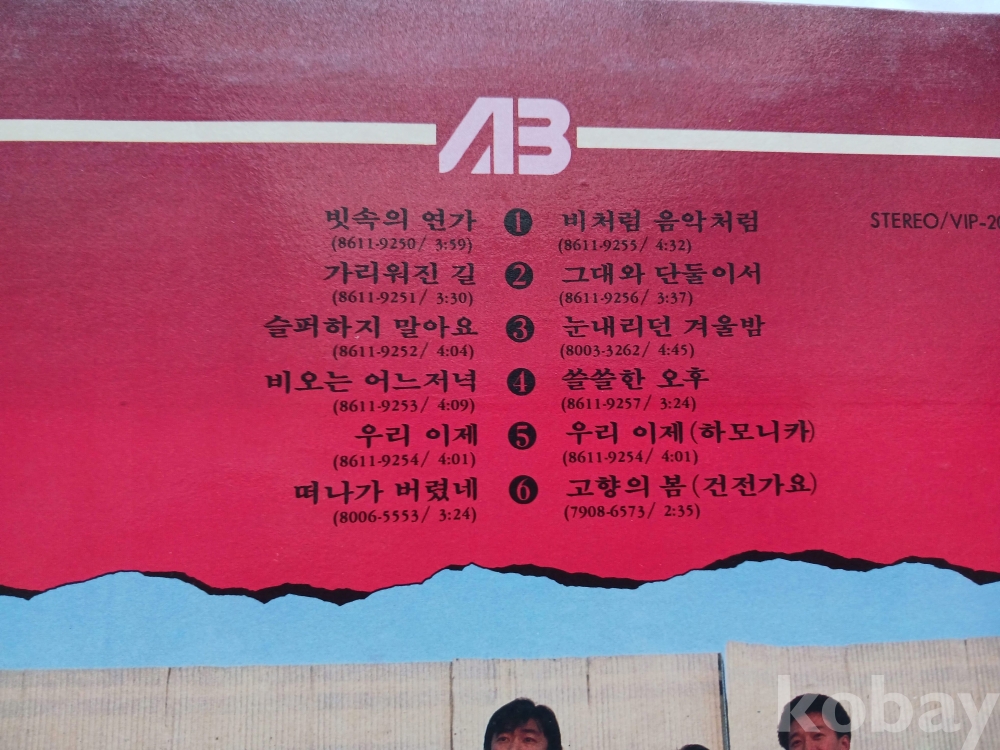 AB
STEREO/VIP-20
빗속의 연가 1 비처럼 음악처럼
(8611-9250/ 3:59) (8611-9255/ 4:32)
가리워진 길 2 그대와 단둘이서
(8611-9251/ 3:30) (8611-9256/ 3:37)
슬퍼하지 말아요 3 눈내리던 겨울밤
(8611-9252/ 4:04) (8003-3262/ 4:45)
비오는 어느저녁 4 쓸쓸한 오후
(8611-9253/ 4:09) (8611-9257/ 3:24)
우리 이제 5 우리 이제(하모니카)
(8611-9254/ 4:01) (8611-9254/ 4:01)
떠나가 버렸네 6 고향의 봄(건전가요)
(8006-5553/ 3:24) (7908-6573/ 2:35)
kobay